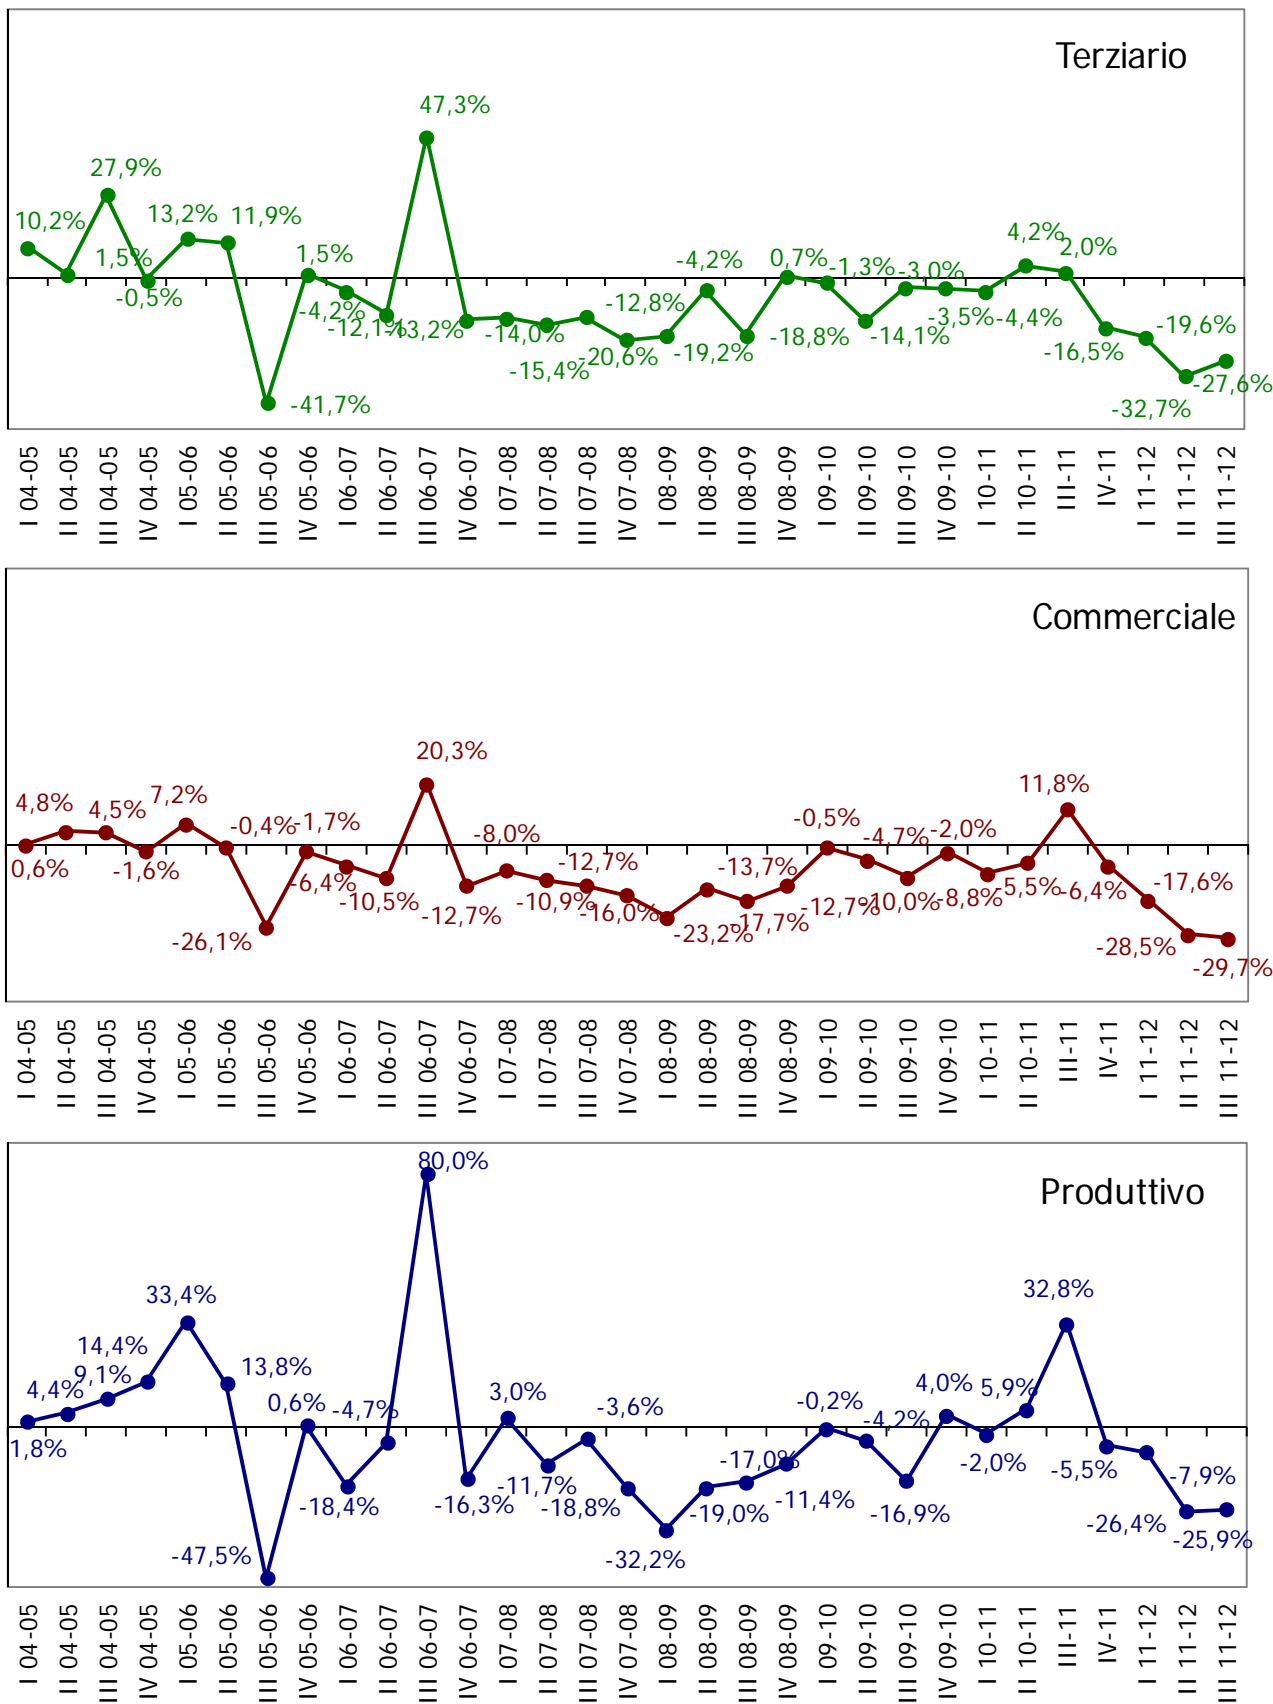 Terziario
47,3%
27,9%
10,2%
13,2%
11,9%
1,5%
-0,5%
1,5%
-4,2%
-12,1%
-13,2%
-41,7%
-14,0%
-15,4%
-12,8%
-20,6%
-4,2%
-19,2%
0,7%
-18,8%
-1,3%
-14,1%
-3,0%
-3,5%
-4,4%
4,2%
2,0%
-16,5%
-19,6%
-32,7%
-27,6%
I 04-05
II 04-05
III 04-05
IV 04-05
I 05-06
II 05-06
III 05-06
IV 05-06
I 06-07
II 06-07
III 06-07
IV 06-07
I 07-08
II 07-08
III 07-08
IV 07-08
I 08-09
II 08-09
III 08-09
IV 08-09
I 09-10
II 09-10
III 09-10
IV 09-10
I 10-11
II 10-11
III-11
IV-11
I 11-12
II 11-12
III 11-12
Commerciale
0,6%
4,8%
4,5%
-1,6%
7,2%
-0,4%
-26,1%
-1,7%
-6,4%
-10,5%
20,3%
-12,7%
-8,0%
-10,9%
-12,7%
-16,0%
-23,2%
-13,7%
-17,7%
-12,7%
-0,5%
-4,7%
-10,0%
-2,0%
-8,8%
-5,5%
11,8%
-6,4%
-17,6%
-28,5%
-29,7%
I 04-05
II 04-05
III 04-05
IV 04-05
I 05-06
II 05-06
III 05-06
IV 05-06
I 06-07
II 06-07
III 06-07
IV 06-07
I 07-08
II 07-08
III 07-08
IV 07-08
I 08-09
II 08-09
III 08-09
IV 08-09
I 09-10
II 09-10
III 09-10
IV 09-10
I 10-11
II 10-11
III-11
IV-11
I 11-12
II 11-12
III 11-12
Produttivo
1,8%
4,4%
9,1%
14,4%
33,4%
13,8%
-47,5%
0,6%
-18,4%
-4,7%
80,0%
-16,3%
3,0%
-11,7%
-3,6%
-18,8%
-32,2%
-19,0%
-17,0%
-11,4%
-0,2%
-4,2%
-16,9%
4,0%
-2,0%
5,9%
32,8%
-5,5%
-7,9%
-26,4%
-25,9%
I 04-05
II 04-05
III 04-05
IV 04-05
I 05-06
II 05-06
III 05-06
IV 05-06
I 06-07
II 06-07
III 06-07
IV 06-07
I 07-08
II 07-08
III 07-08
IV 07-08
I 08-09
II 08-09
III 08-09
IV 08-09
I 09-10
II 09-10
III 09-10
IV 09-10
I 10-11
II 10-11
III-11
IV-11
I 11-12
II 11-12
III 11-12